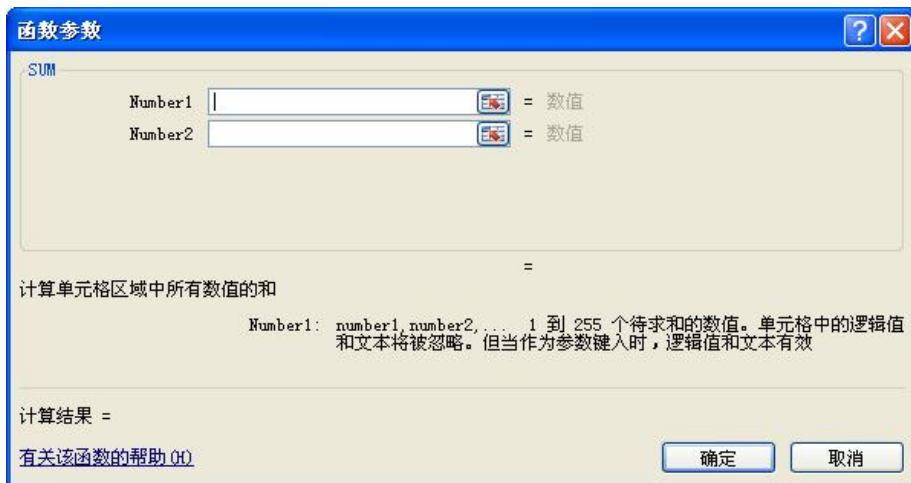 函数参数
SUM
Number1 = 数值
Number2 = 数值
=
计算单元格区域中所有数值的和
Number1: number1,number2,... 1 到 255 个待求和的数值。单元格中的逻辑值
和文本将被忽略。但当作为参数键入时，逻辑值和文本有效
计算结果 =
有关该函数的帮助(H)
确定 取消